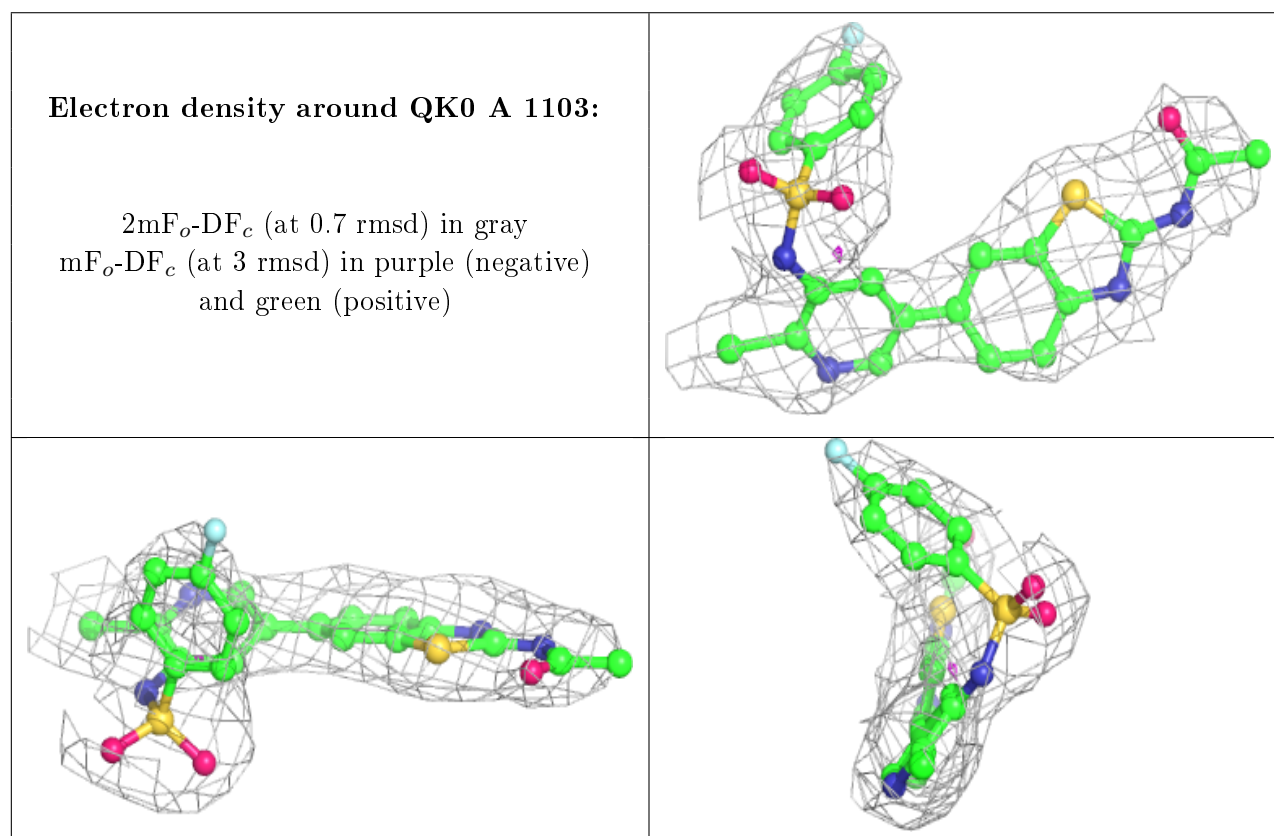 Electron density around QK0 A 1103:
2mFₒ-DF𝒸 (at 0.7 rmsd) in gray
mFₒ-DF𝒸 (at 3 rmsd) in purple (negative)
and green (positive)